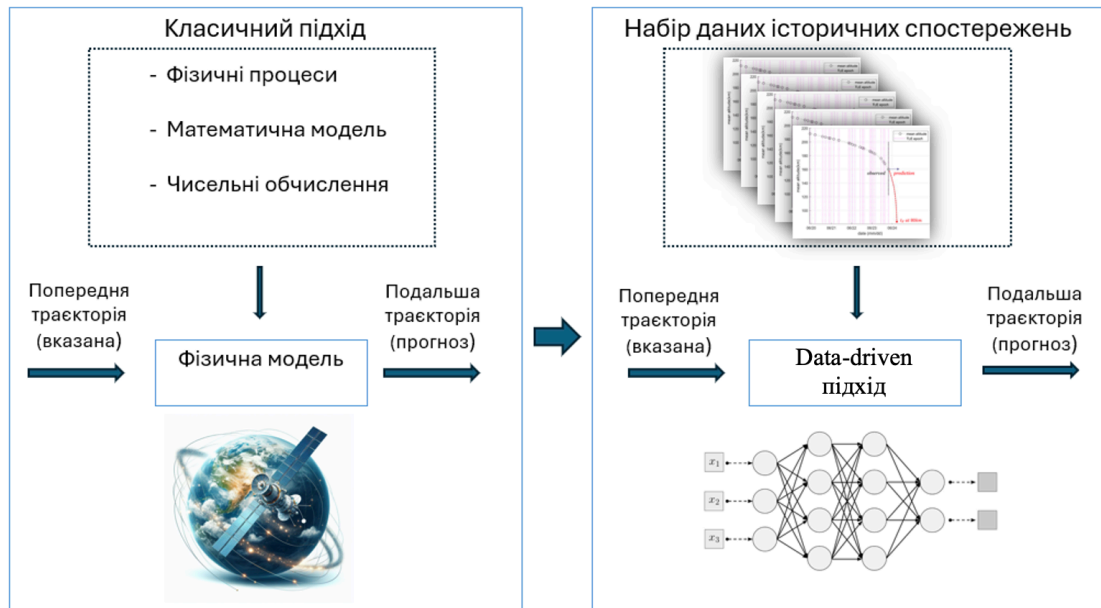 Класичний підхід
- Фізичні процеси
- Математична модель
- Чисельні обчислення
Попередня
траєкторія
(вказана)
Фізична модель
Подальша
траєкторія
(прогноз)
Набір даних історичних спостережень
observed
prediction
Попередня
траєкторія
(вказана)
Data-driven
підхід
Подальша
траєкторія
(прогноз)
x₁
x₂
x₃